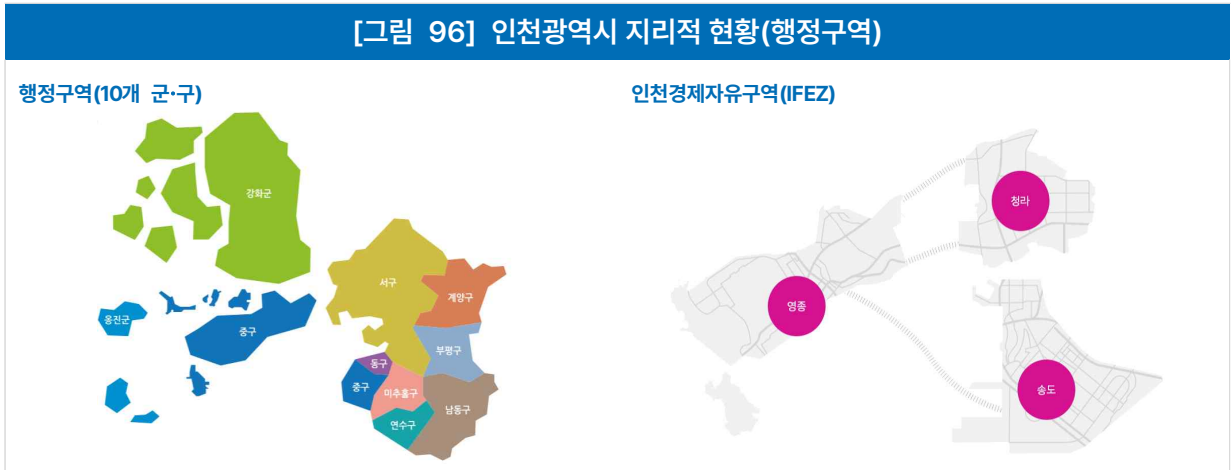 [그림 96] 인천광역시 지리적 현황(행정구역)
행정구역(10개 군·구)
인천경제자유구역(IFEZ)
강화군
서구
계양구
옹진군
중구
부평구
동구
중구
미추홀구
남동구
연수구
청라
영종
송도